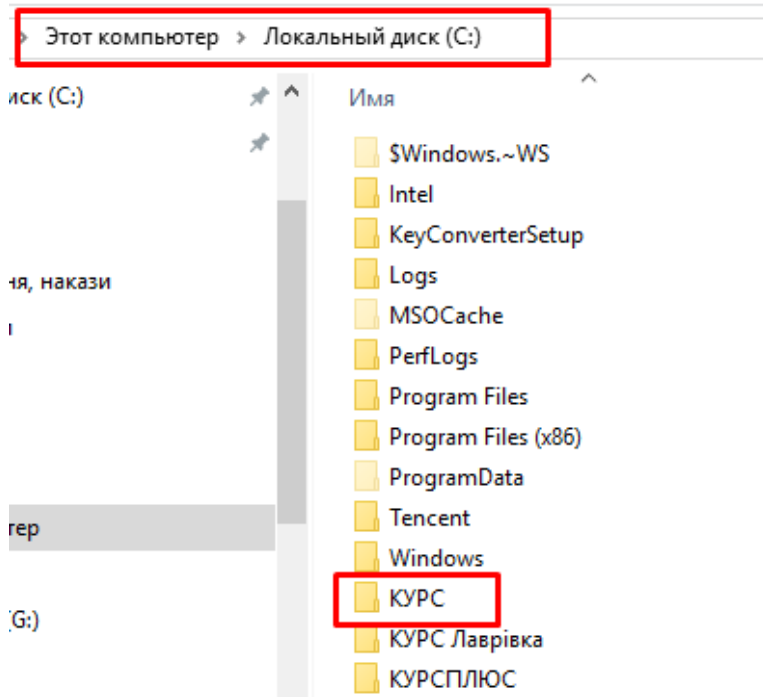 Этот компьютер > Локальный диск (C:)
иск (C:)
Имя
$Windows.~WS
Intel
KeyConverterSetup
ня, накази
Logs
MSOCache
PerfLogs
Program Files
Program Files (x86)
ProgramData
Tencent
тер
Windows
КУРС
(G:)
КУРС Лаврівка
КУРСПЛЮС